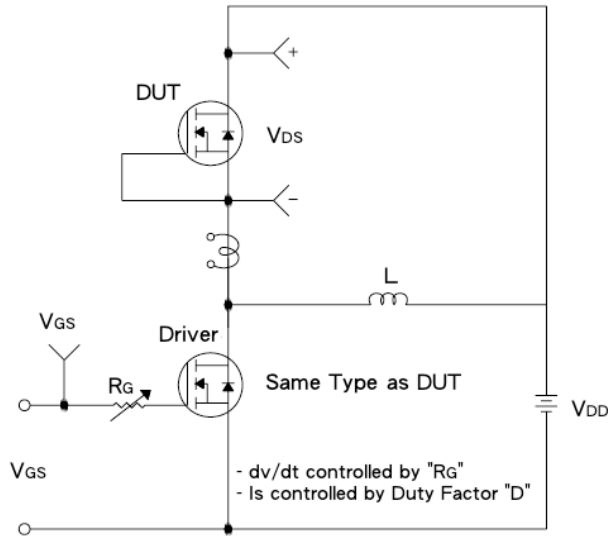 +
DUT
VDS
-
L
VGS
Driver
RG
Same Type as DUT
VDD
VGS
- dv/dt controlled by "RG"
- Is controlled by Duty Factor "D"